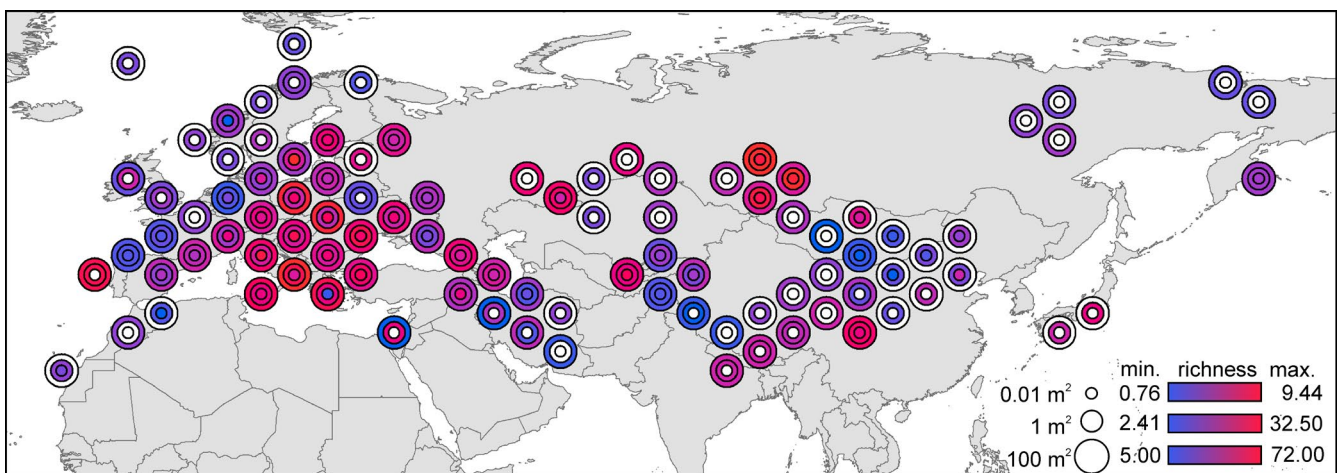 min. richness max.
0.01 m² 0.76 9.44
1 m² 2.41 32.50
100 m² 5.00 72.00